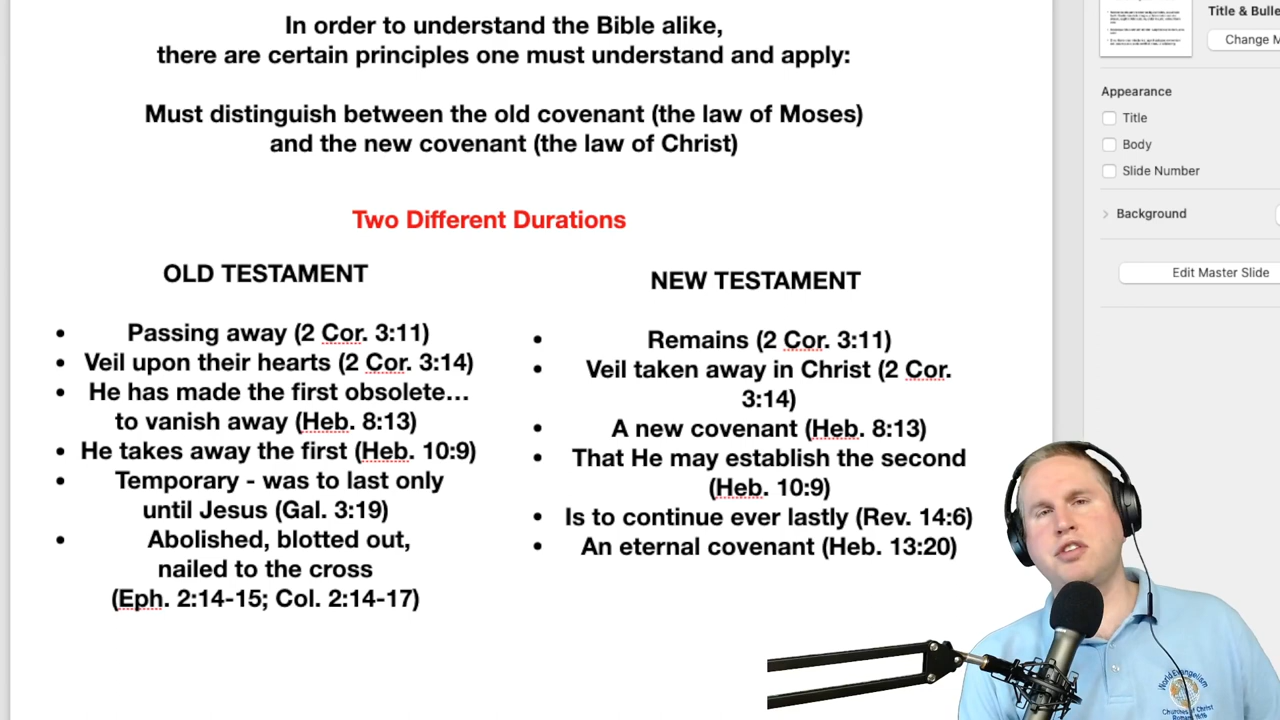 In order to understand the Bible alike,
there are certain principles one must understand and apply:
Must distinguish between the old covenant (the law of Moses)
and the new covenant (the law of Christ)
Two Different Durations
OLD TESTAMENT
• Passing away (2 Cor. 3:11)
• Veil upon their hearts (2 Cor. 3:14)
• He has made the first obsolete…
to vanish away (Heb. 8:13)
• He takes away the first (Heb. 10:9)
• Temporary - was to last only
until Jesus (Gal. 3:19)
• Abolished, blotted out,
nailed to the cross
(Eph. 2:14-15; Col. 2:14-17)
NEW TESTAMENT
• Remains (2 Cor. 3:11)
• Veil taken away in Christ (2 Cor.
3:14)
• A new covenant (Heb. 8:13)
• That He may establish the second
(Heb. 10:9)
• Is to continue ever lastly (Rev. 14:6)
• An eternal covenant (Heb. 13:20)
Title & Bulle
Change M
Appearance
Title
Body
Slide Number
Background
Edit Master Slide
World Evangelism
Churches of Christ